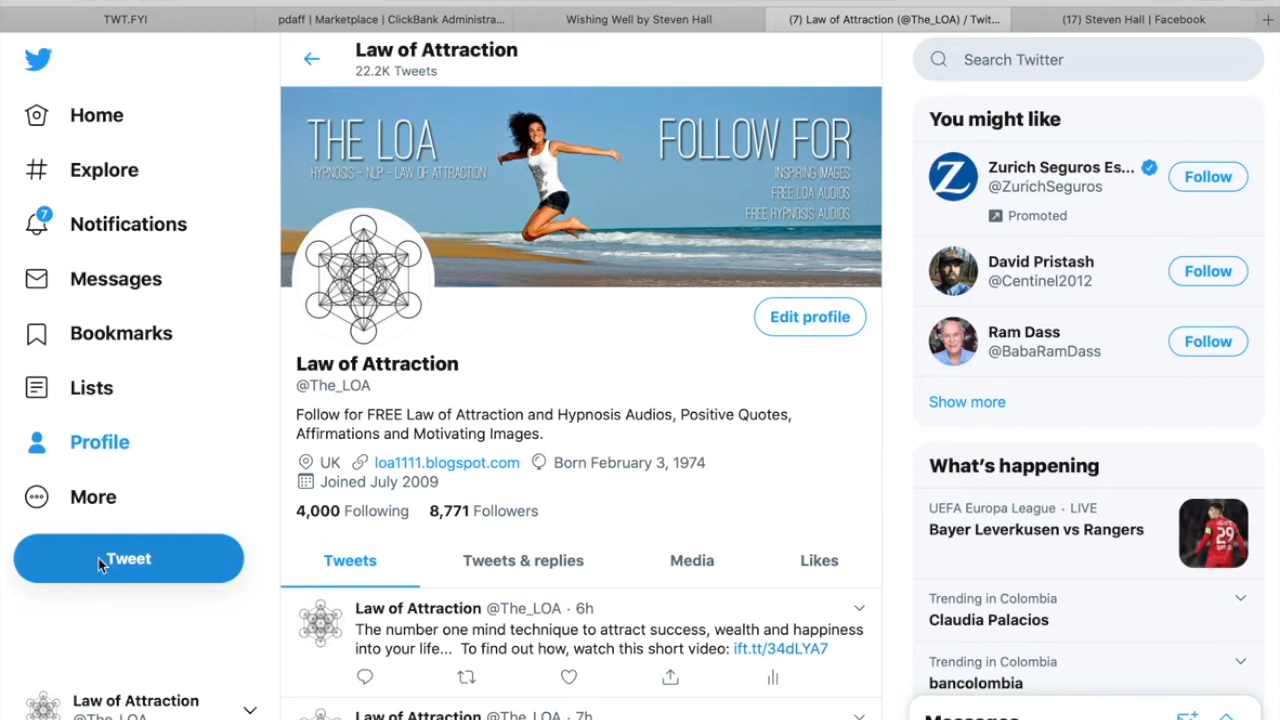 TWT.FYI
pdaff | Marketplace | ClickBank Administra...
Wishing Well by Steven Hall
(7) Law of Attraction (@The_LOA) / Twit...
(17) Steven Hall | Facebook
Law of Attraction
22.2K Tweets
Home
Explore
7
Notifications
Messages
Bookmarks
Lists
Profile
More
Tweet
Law of Attraction
@The_LOA
THE LOA
HYPNOSIS - NLP - LAW OF ATTRACTION
FOLLOW FOR
INSPIRING IMAGES
FREE LOA AUDIOS
FREE HYPNOSIS AUDIOS
Edit profile
Law of Attraction
@The_LOA
Follow for FREE Law of Attraction and Hypnosis Audios, Positive Quotes,
Affirmations and Motivating Images.
UK loa1111.blogspot.com Born February 3, 1974
Joined July 2009
4,000 Following 8,771 Followers
Tweets Tweets & replies Media Likes
Law of Attraction @The_LOA · 6h
The number one mind technique to attract success, wealth and happiness
into your life... To find out how, watch this short video: ift.tt/34dLYA7
Law of Attraction @The_LOA · 7h
Search Twitter
You might like
Z
Zurich Seguros Es...
@ZurichSeguros
Follow
Promoted
David Pristash
@Centinel2012
Follow
Ram Dass
@BabaRamDass
Follow
Show more
What's happening
UEFA Europa League · LIVE
Bayer Leverkusen vs Rangers
29
Trending in Colombia
Claudia Palacios
Trending in Colombia
bancolombia
Messages